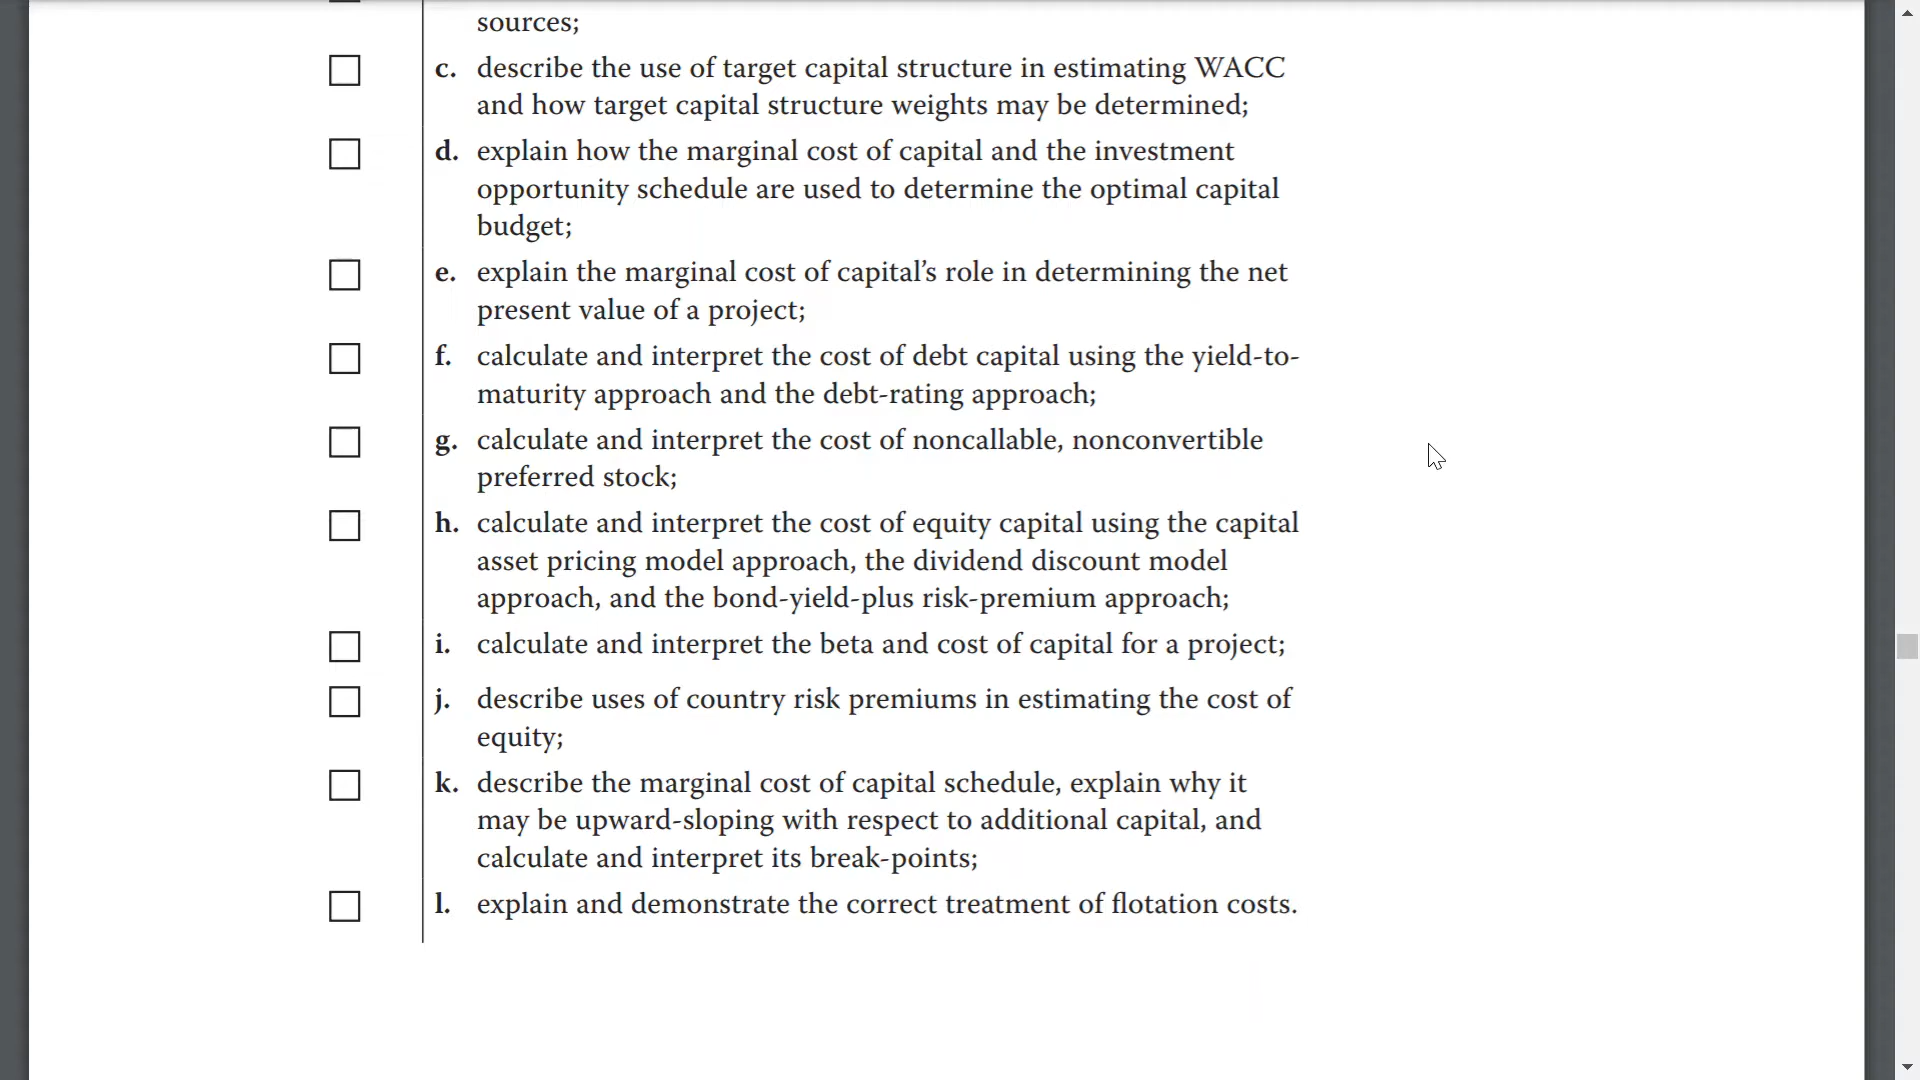 sources;
c. describe the use of target capital structure in estimating WACC
and how target capital structure weights may be determined;
d. explain how the marginal cost of capital and the investment
opportunity schedule are used to determine the optimal capital
budget;
e. explain the marginal cost of capital’s role in determining the net
present value of a project;
f. calculate and interpret the cost of debt capital using the yield-to-
maturity approach and the debt-rating approach;
g. calculate and interpret the cost of noncallable, nonconvertible
preferred stock;
h. calculate and interpret the cost of equity capital using the capital
asset pricing model approach, the dividend discount model
approach, and the bond-yield-plus risk-premium approach;
i. calculate and interpret the beta and cost of capital for a project;
j. describe uses of country risk premiums in estimating the cost of
equity;
k. describe the marginal cost of capital schedule, explain why it
may be upward-sloping with respect to additional capital, and
calculate and interpret its break-points;
l. explain and demonstrate the correct treatment of flotation costs.